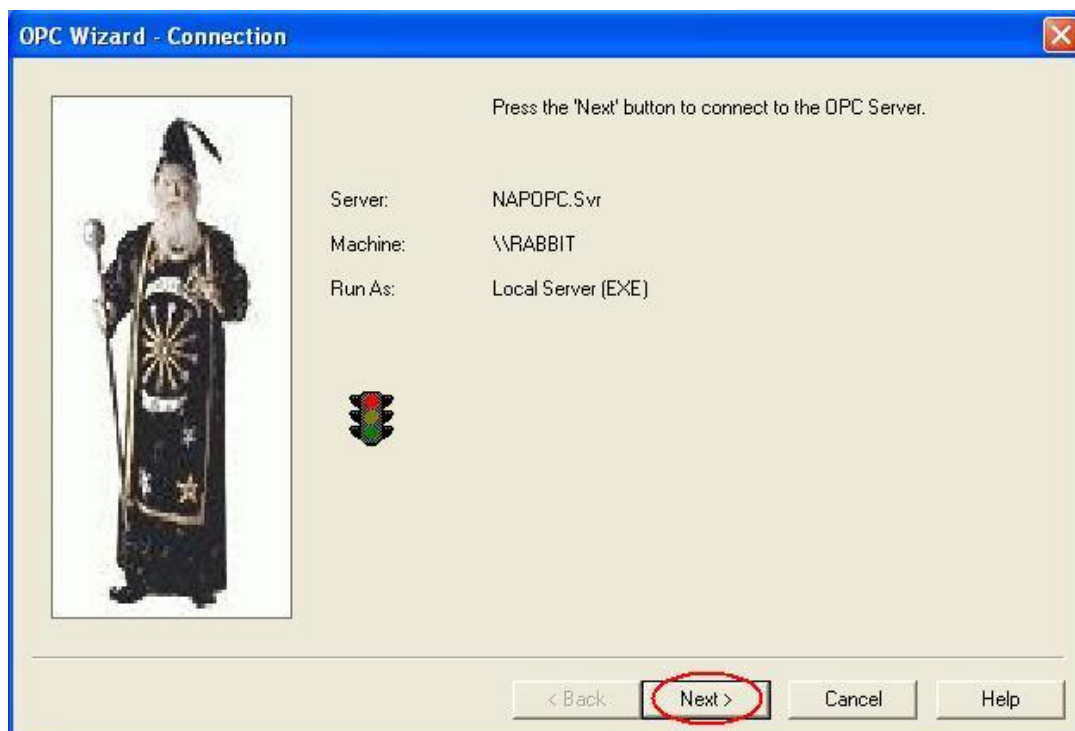 OPC Wizard - Connection
Press the 'Next' button to connect to the OPC Server.
Server: NAPOPC.Svr
Machine: \\RABBIT
Run As: Local Server (EXE)
< Back Next > Cancel Help